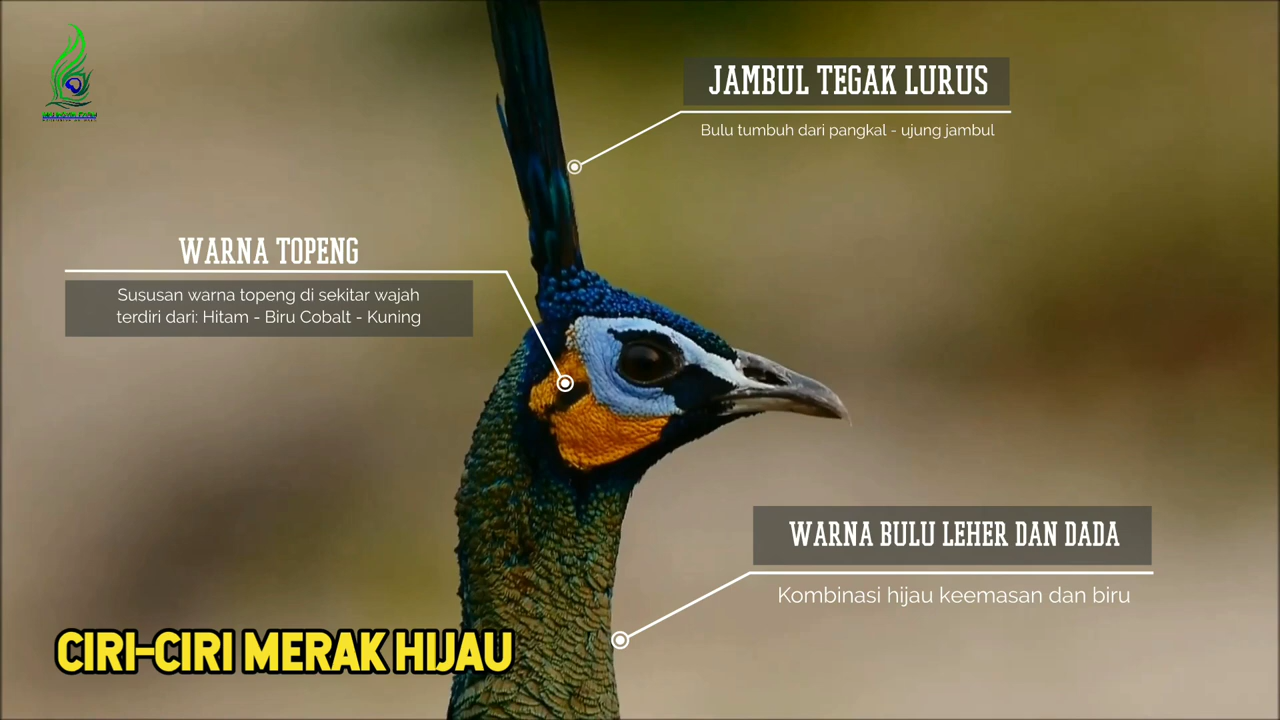 JAMBUL TEGAK LURUS
Bulu tumbuh dari pangkal - ujung jambul
WARNA TOPENG
Sususan warna topeng di sekitar wajah
terdiri dari: Hitam - Biru Cobalt - Kuning
WARNA BULU LEHER DAN DADA
Kombinasi hijau keemasan dan biru
CIRI-CIRI MERAK HIJAU